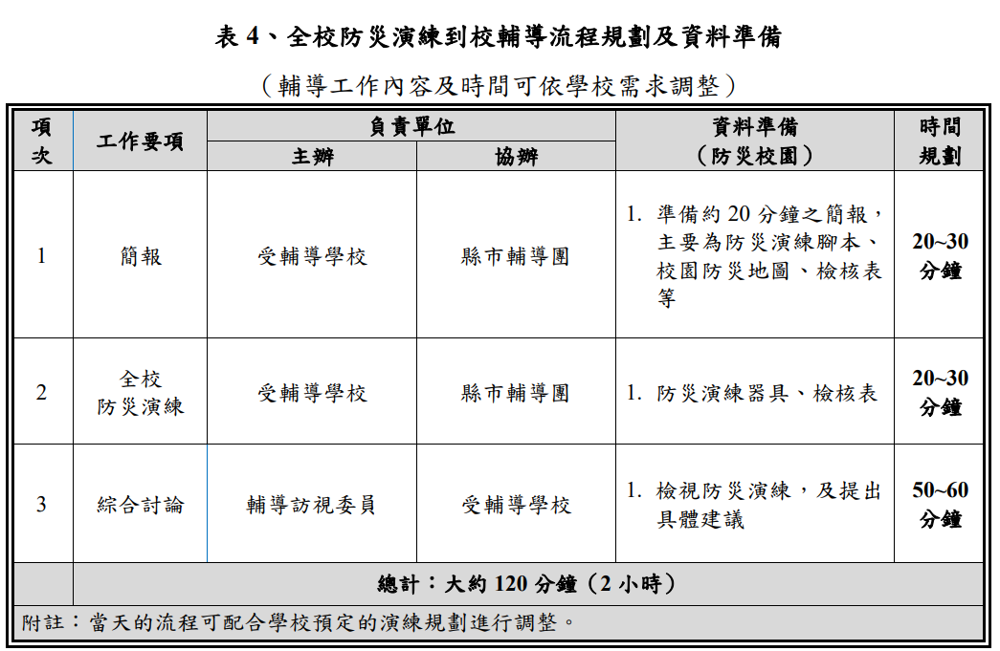 表 4、全校防災演練到校輔導流程規劃及資料準備
（輔導工作內容及時間可依學校需求調整）
項次
工作要項
負責單位
主辦
協辦
資料準備
（防災校園）
時間
規劃
1
簡報
受輔導學校
縣市輔導團
1. 準備約 20 分鐘之簡報，
主要為防災演練腳本、
校園防災地圖、檢核表
等
20~30
分鐘
2
全校
防災演練
受輔導學校
縣市輔導團
1. 防災演練器具、檢核表
20~30
分鐘
3
綜合討論
輔導訪視委員
受輔導學校
1. 檢視防災演練，及提出
具體建議
50~60
分鐘
總計：大約 120 分鐘（2 小時）
附註：當天的流程可配合學校預定的演練規劃進行調整。